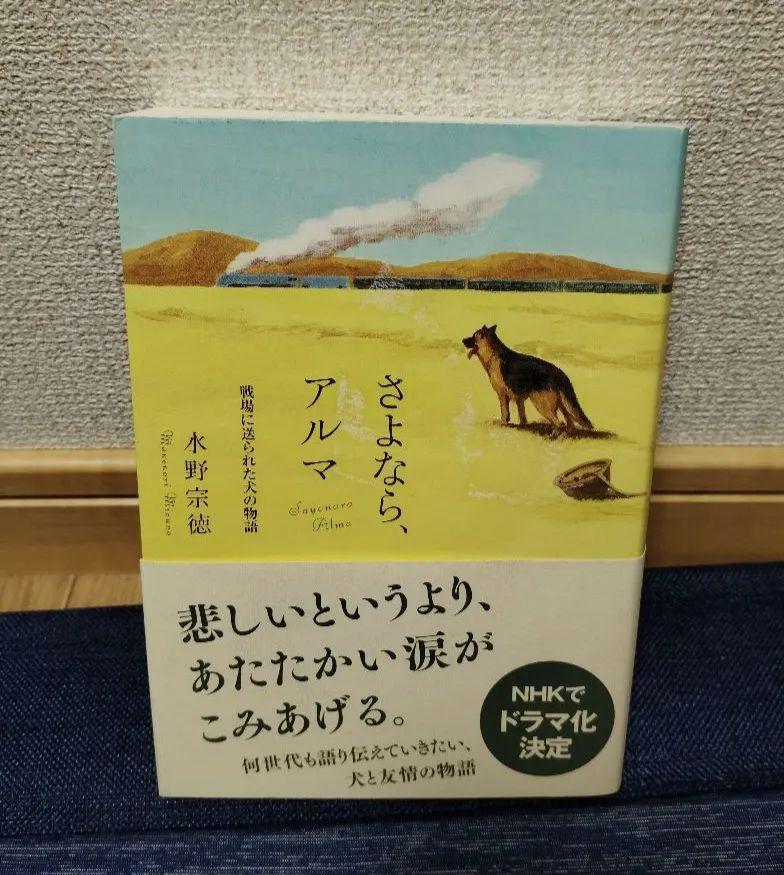 さよなら、
アルマ
Sayonara
Alma
戦場に送られた犬の物語
水野宗徳
Munenori Mizuno
悲しいというより、
あたたかい涙が
こみあげる。
何世代も語り伝えていきたい、
犬と友情の物語
NHKで
ドラマ化
決定